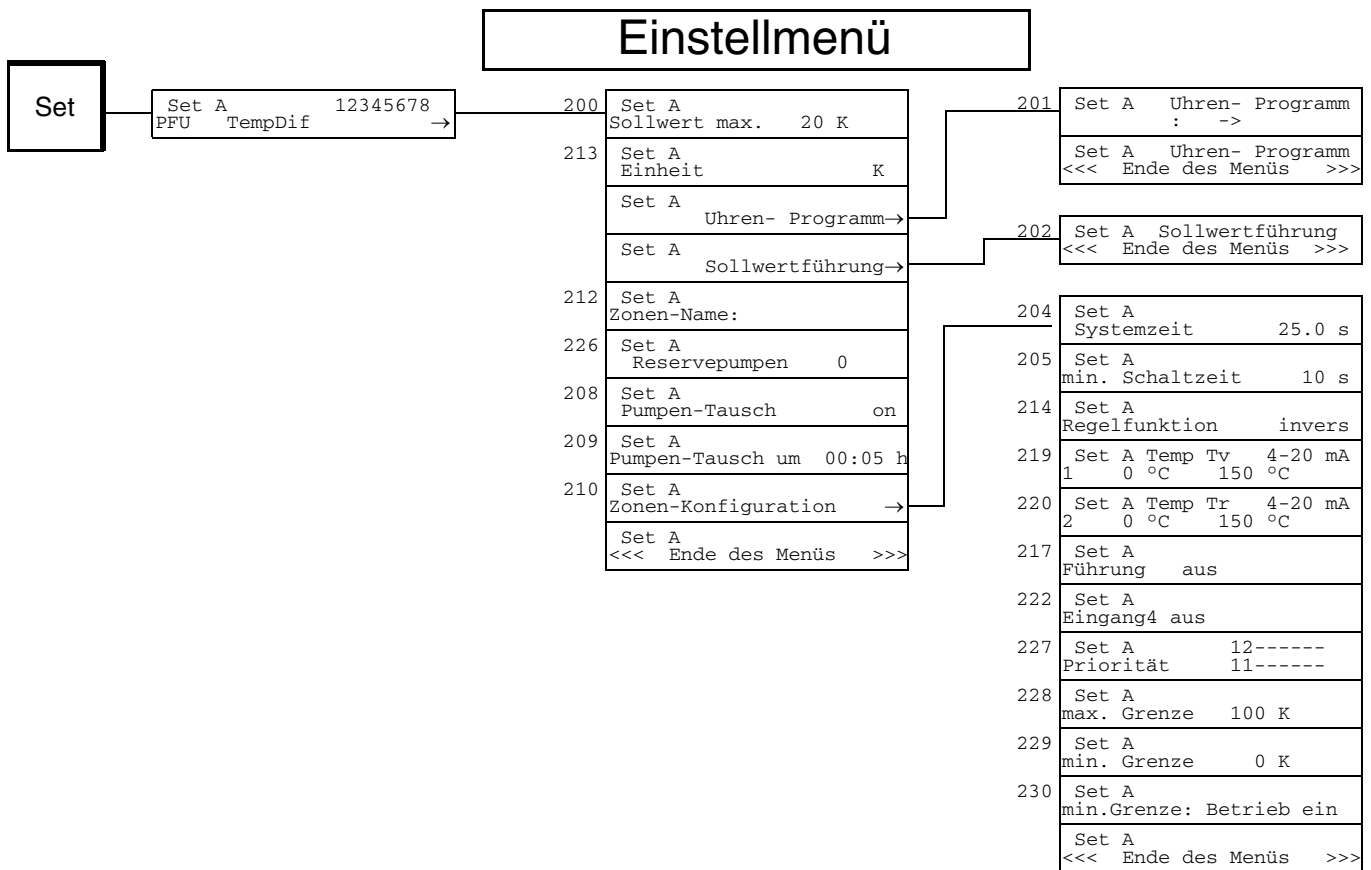 Einstellmenü
Set
Set A 12345678
PFU TempDif →
200 Set A
Sollwert max. 20 K
213 Set A
Einheit K
Set A
Uhren- Programm→
Set A
Sollwertführung→
212 Set A
Zonen-Name:
226 Set A
Reservepumpen 0
208 Set A
Pumpen-Tausch on
209 Set A
Pumpen-Tausch um 00:05 h
210 Set A
Zonen-Konfiguration →
Set A
<<< Ende des Menüs >>>
201 Set A Uhren- Programm
: ->
Set A Uhren- Programm
<<< Ende des Menüs >>>
202 Set A Sollwertführung
<<< Ende des Menüs >>>
204 Set A
Systemzeit 25.0 s
205 Set A
min. Schaltzeit 10 s
214 Set A
Regelfunktion invers
219 Set A Temp Tv 4-20 mA
1 0 °C 150 °C
220 Set A Temp Tr 4-20 mA
2 0 °C 150 °C
217 Set A
Führung aus
222 Set A
Eingang4 aus
227 Set A 12------
Priorität 11------
228 Set A
max. Grenze 100 K
229 Set A
min. Grenze 0 K
230 Set A
min.Grenze: Betrieb ein
Set A
<<< Ende des Menüs >>>